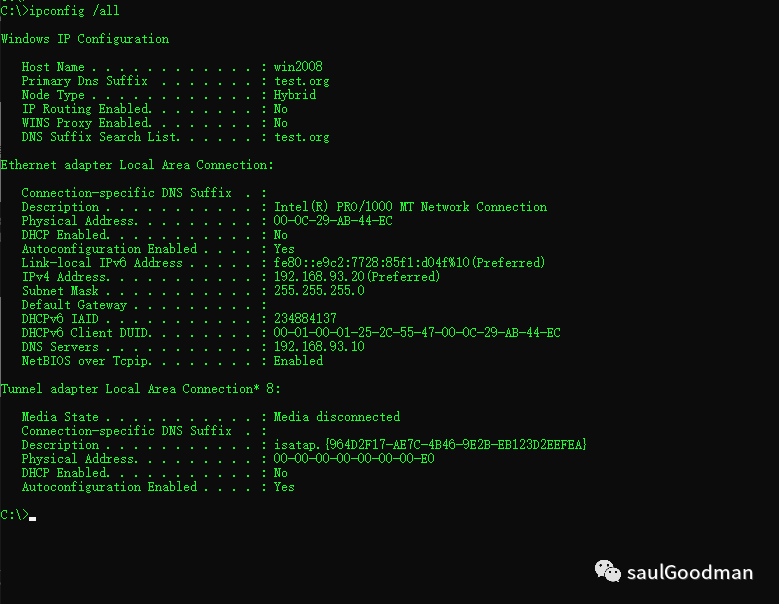 C:\>ipconfig /all
Windows IP Configuration
Host Name . . . . . . . . . . . . : win2008
Primary Dns Suffix . . . . . . . : test.org
Node Type . . . . . . . . . . . . : Hybrid
IP Routing Enabled. . . . . . . . : No
WINS Proxy Enabled. . . . . . . . : No
DNS Suffix Search List. . . . . . : test.org
Ethernet adapter Local Area Connection:
Connection-specific DNS Suffix . :
Description . . . . . . . . . . . : Intel(R) PRO/1000 MT Network Connection
Physical Address. . . . . . . . . : 00-0C-29-AB-44-EC
DHCP Enabled. . . . . . . . . . . : No
Autoconfiguration Enabled . . . . : Yes
Link-local IPv6 Address . . . . . : fe80::e9c2:7728:85f1:d04f%10(Preferred)
IPv4 Address. . . . . . . . . . . : 192.168.93.20(Preferred)
Subnet Mask . . . . . . . . . . . : 255.255.255.0
Default Gateway . . . . . . . . . :
DHCPv6 IAID . . . . . . . . . . . : 234884137
DHCPv6 Client DUID. . . . . . . . : 00-01-00-01-25-2C-55-47-00-0C-29-AB-44-EC
DNS Servers . . . . . . . . . . . : 192.168.93.10
NetBIOS over Tcpip. . . . . . . . : Enabled
Tunnel adapter Local Area Connection* 8:
Media State . . . . . . . . . . . : Media disconnected
Connection-specific DNS Suffix . :
Description . . . . . . . . . . . : isatap.{964D2F17-AE7C-4B46-9E2B-EB123D2EEFEA}
Physical Address. . . . . . . . . : 00-00-00-00-00-00-00-E0
DHCP Enabled. . . . . . . . . . . : No
Autoconfiguration Enabled . . . . : Yes
C:\>
saulGoodman